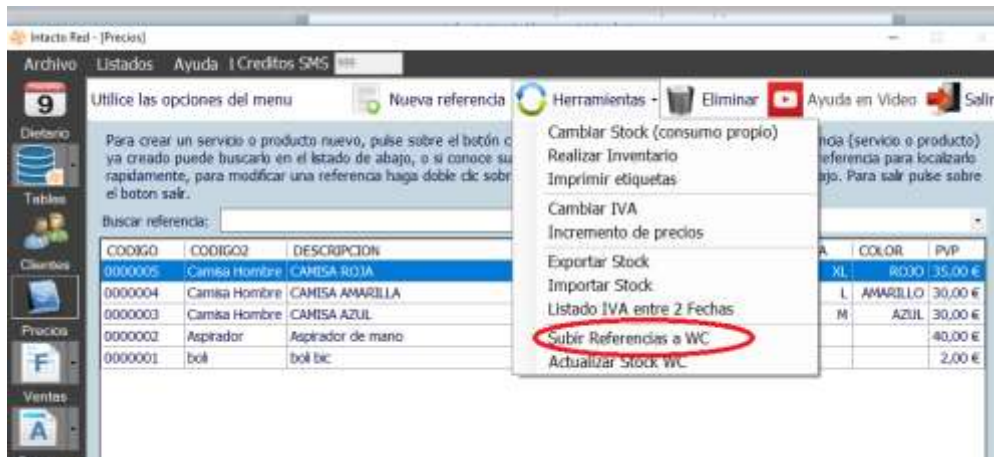 Intacto Red - [Precios]
Archivo Listados Ayuda ! Creditos SMS
9 Utilice las opciones del menu Nueva referencia Herramientas - Eliminar Ayuda en Video Salir
Dietario
Para crear un servicio o producto nuevo, pulse sobre el botón c
ncia (servicio o producto)
ya creado puede buscarlo en el listado de abajo, o si conoce su
referencia para localizarlo
rapidamente, para modificar una referencia haga doble clic sobr
ajo. Para salir pulse sobre
el boton salir.
Tablas
Buscar referencia:
Clientes
Precios
F
Ventas
A
Cambiar Stock (consumo propio)
Realizar Inventario
Imprimir etiquetas
Cambiar IVA
Incremento de precios
Exportar Stock
Importar Stock
Listado IVA entre 2 Fechas
Subir Referencias a WC
Actualizar Stock WC
CODIGO CODIGO2 DESCRIPCION A COLOR PVP
0000005 Camisa Hombre CAMISA ROJA XL ROJO 35,00 €
0000004 Camisa Hombre CAMISA AMARILLA L AMARILLO 30,00 €
0000003 Camisa Hombre CAMISA AZUL M AZUL 30,00 €
0000002 Aspirador Aspirador de mano 40,00 €
0000001 boli boli bic 2,00 €